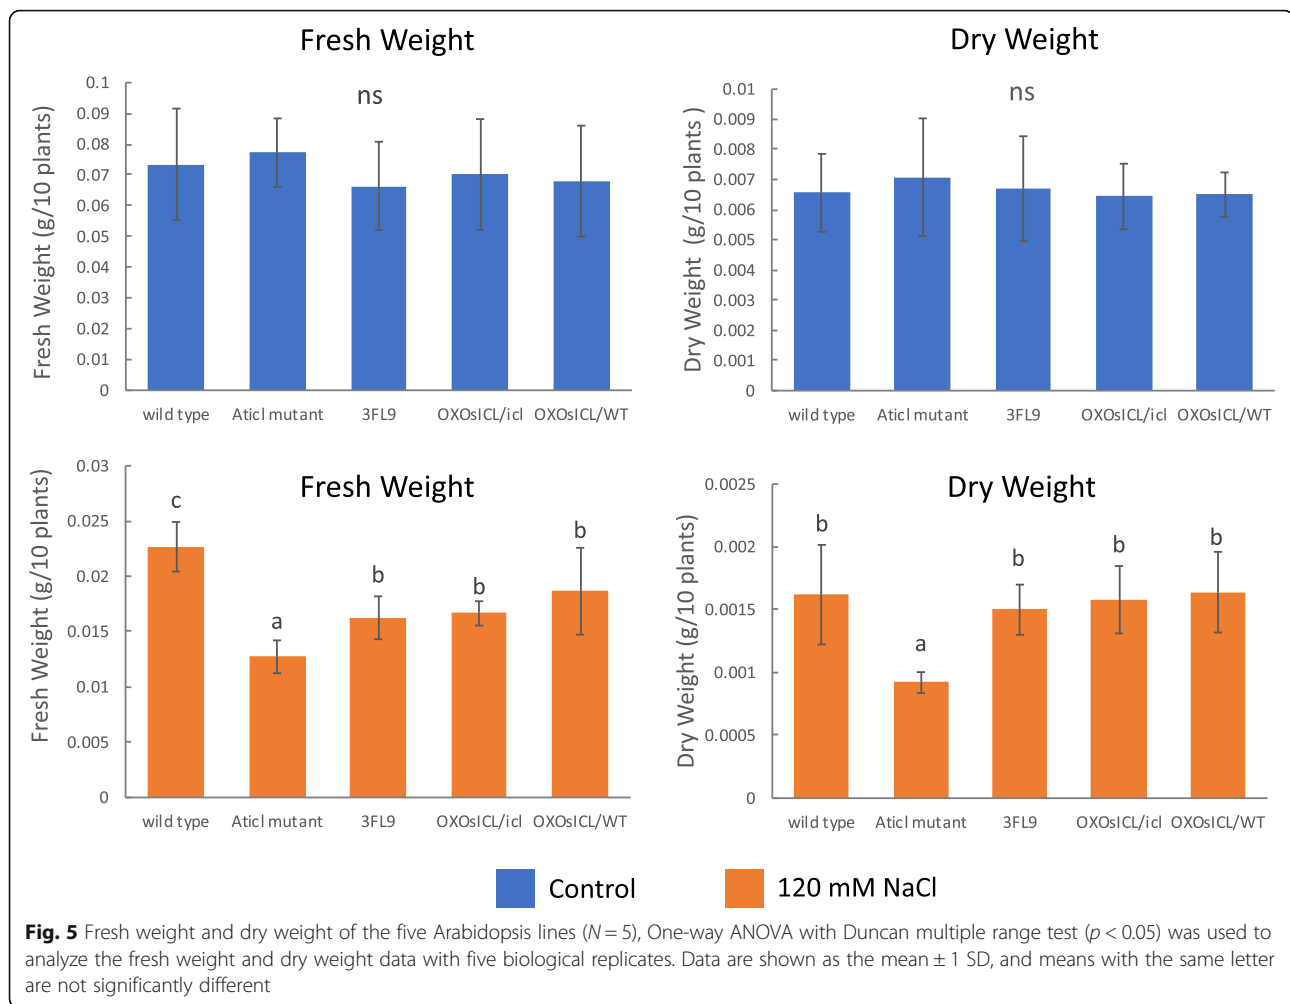 Fresh Weight
Fresh Weight (g/10 plants)
0.1
0.09
0.08
0.07
0.06
0.05
0.04
0.03
0.02
0.01
0
ns
wild type Aticl mutant 3FL9 OXOsICL/icl OXOsICL/WT
Dry Weight
Dry Weight (g/10 plants )
0.01
0.009
0.008
0.007
0.006
0.005
0.004
0.003
0.002
0.001
0
ns
wild type Aticl mutant 3FL9 OXOsICL/icl OXOsICL/WT
Fresh Weight
Fresh Weight (g/10 plants)
0.03
0.025
0.02
0.015
0.01
0.005
0
c a b b b
wild type Aticl mutant 3FL9 OXOsICL/icl OXOsICL/WT
Dry Weight
Dry Weight (g/10 plants)
0.0025
0.002
0.0015
0.001
0.0005
0
b a b b b
wild type Aticl mutant 3FL9 OXOsICL/icl OXOsICL/WT
Control 120 mM NaCl
Fig. 5 Fresh weight and dry weight of the five Arabidopsis lines (N = 5), One-way ANOVA with Duncan multiple range test (p < 0.05) was used to
analyze the fresh weight and dry weight data with five biological replicates. Data are shown as the mean ± 1 SD, and means with the same letter
are not significantly different